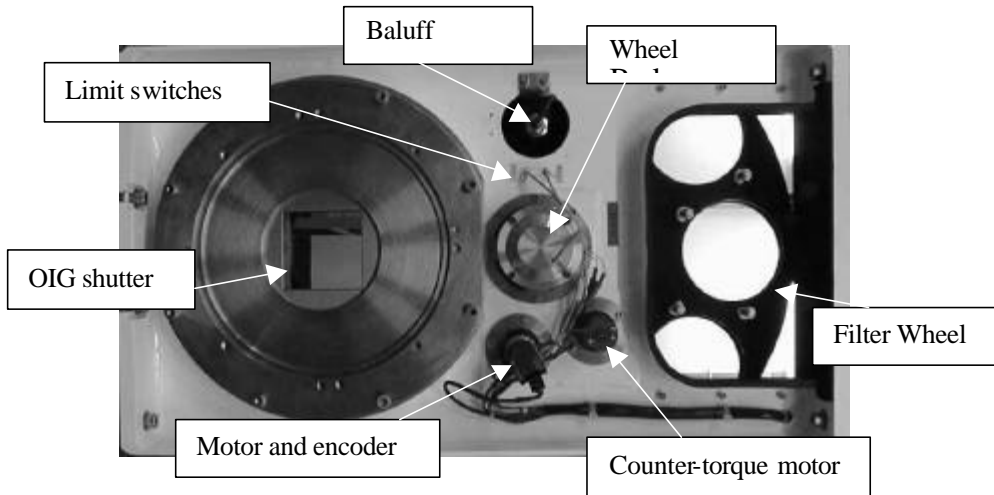 Baluff
Wheel
Limit switches
OIG shutter
Filter Wheel
Motor and encoder
Counter-torque motor